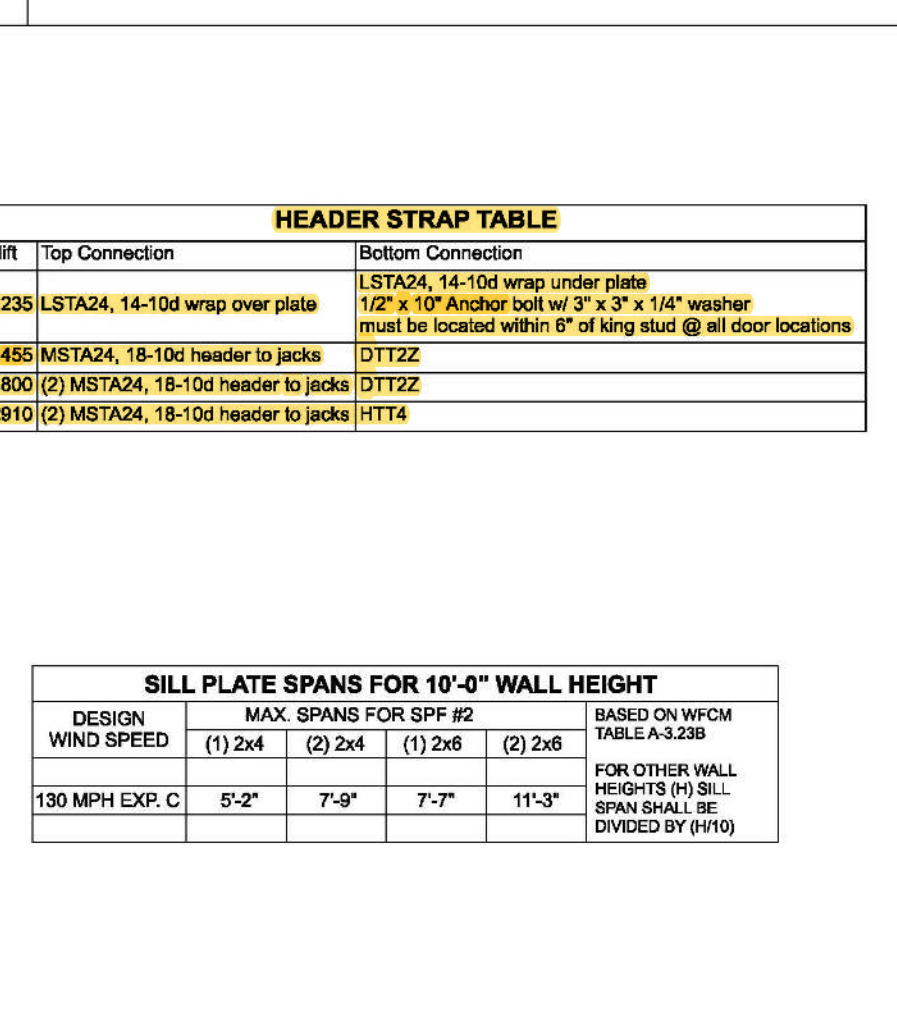 HEADER STRAP TABLE
lift Top Connection Bottom Connection
235 LSTA24, 14-10d wrap over plate LSTA24, 14-10d wrap under plate
1/2" x 10" Anchor bolt w/ 3" x 3" x 1/4" washer
must be located within 6" of king stud @ all door locations
455 MSTA24, 18-10d header to jacks DTT2Z
800 (2) MSTA24, 18-10d header to jacks DTT2Z
910 (2) MSTA24, 18-10d header to jacks HTT4
SILL PLATE SPANS FOR 10'-0" WALL HEIGHT
DESIGN
WIND SPEED
MAX. SPANS FOR SPF #2
(1) 2x4 (2) 2x4 (1) 2x6 (2) 2x6
130 MPH EXP. C 5'-2" 7'-9" 7'-7" 11'-3"
BASED ON WFCM
TABLE A-3.23B
FOR OTHER WALL
HEIGHTS (H) SILL
SPAN SHALL BE
DIVIDED BY (H/10)